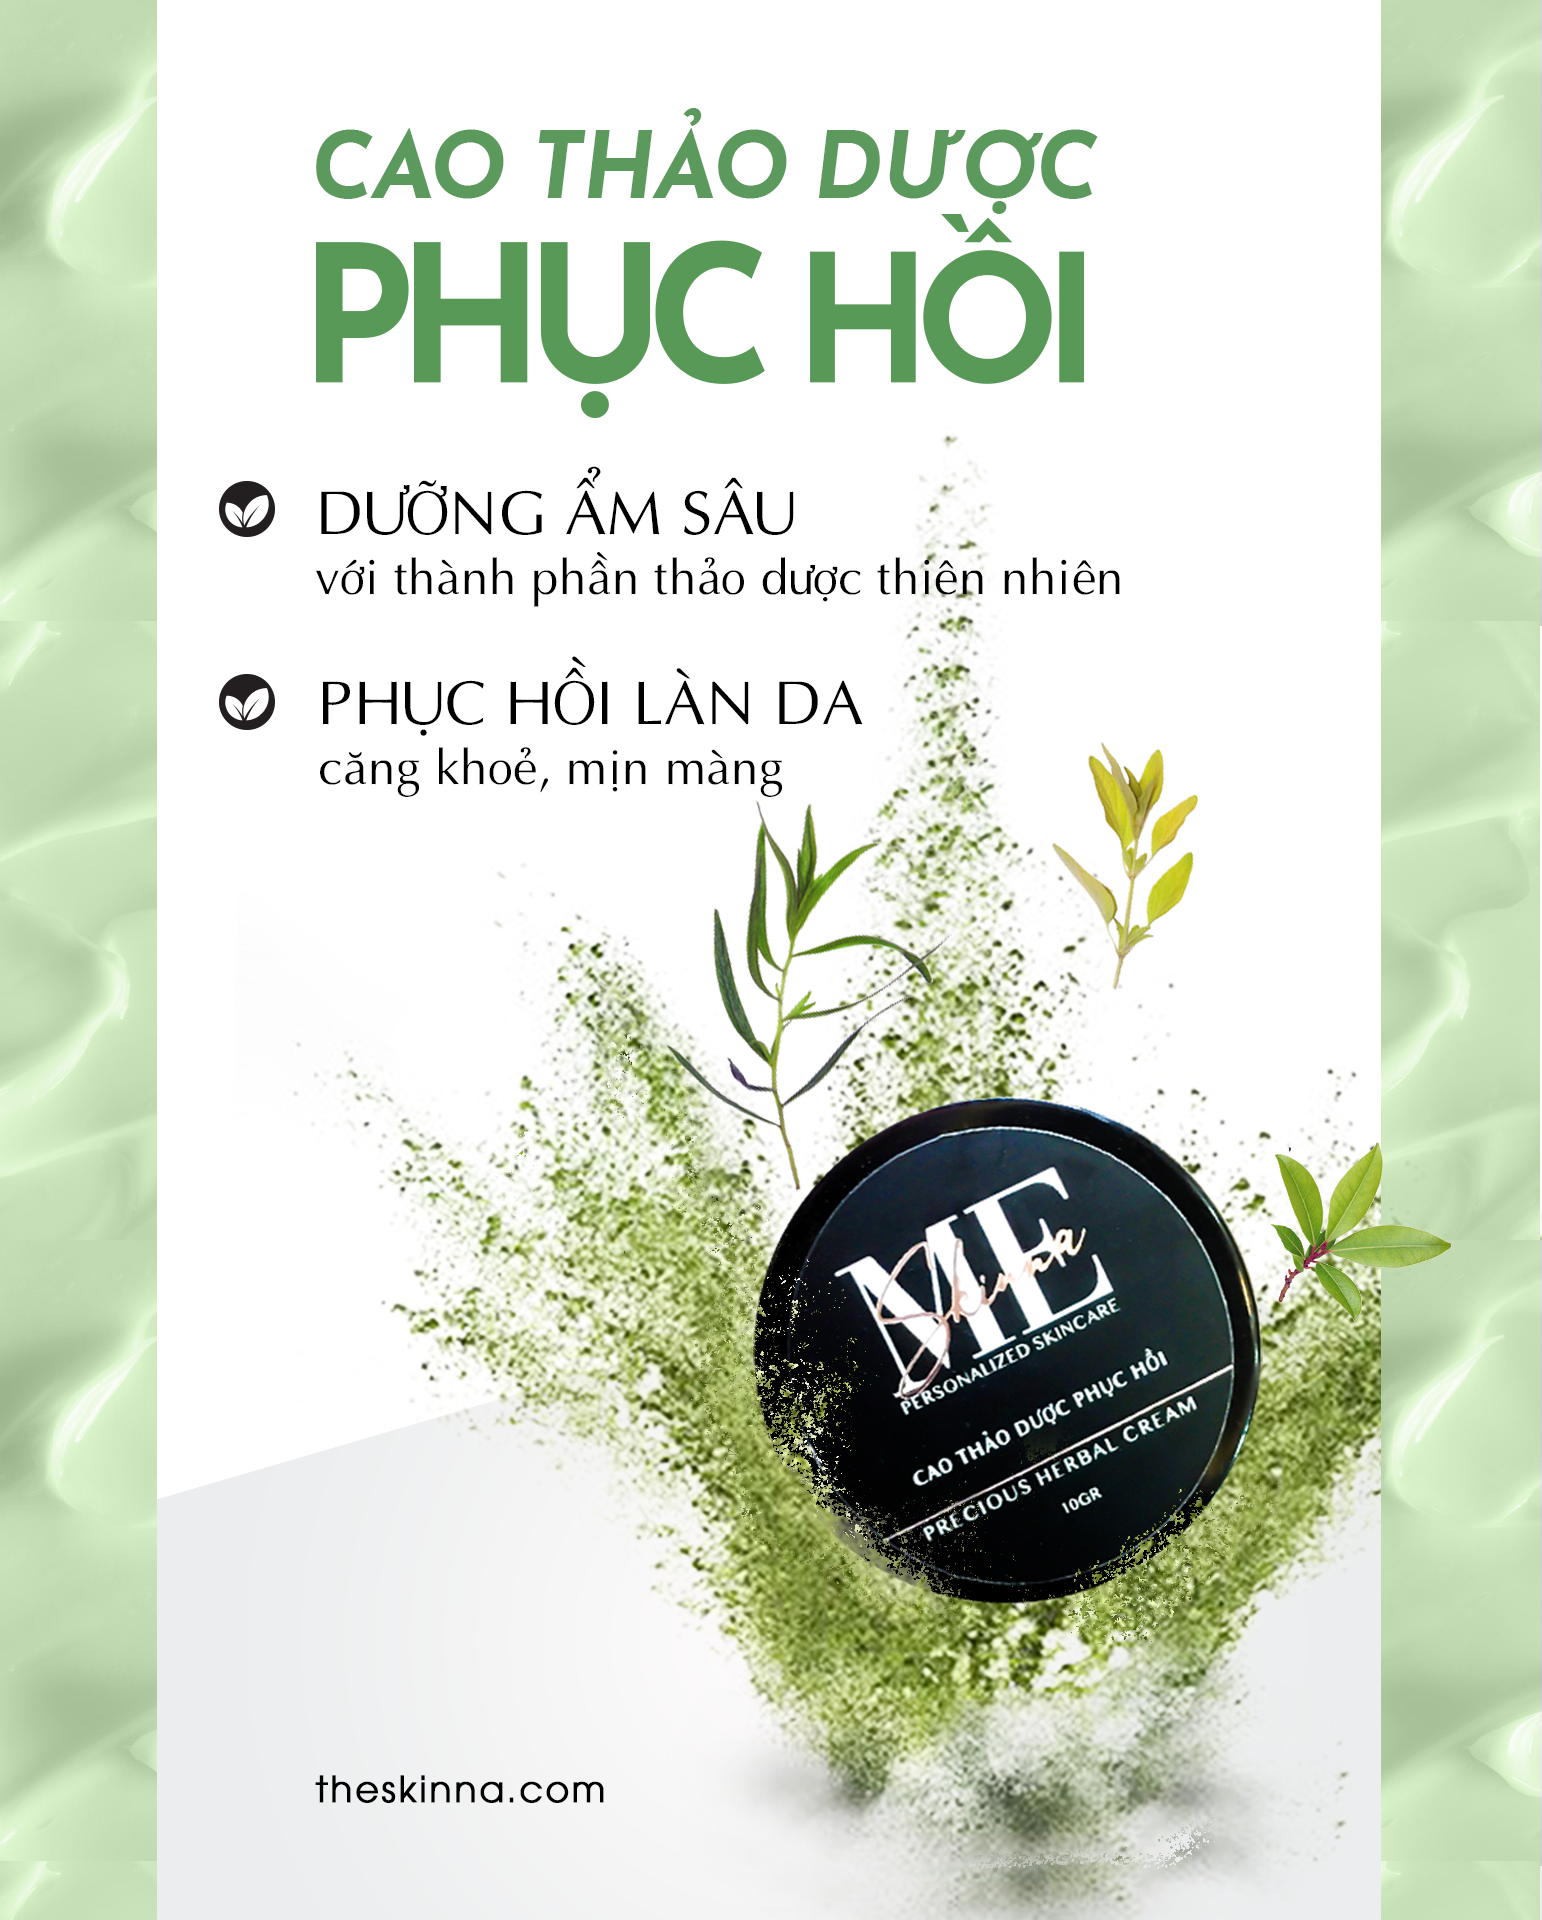 CAO THẢO DƯỢC
PHỤC HỒI
DƯỠNG ẨM SÂU
với thành phần thảo dược thiên nhiên
PHỤC HỒI LÀN DA
căng khoẻ, mịn màng
ME
Skinna
PERSONALIZED SKINCARE
CAO THẢO DƯỢC PHỤC HỒI
PRECIOUS HERBAL CREAM
10GR
theskinna.com